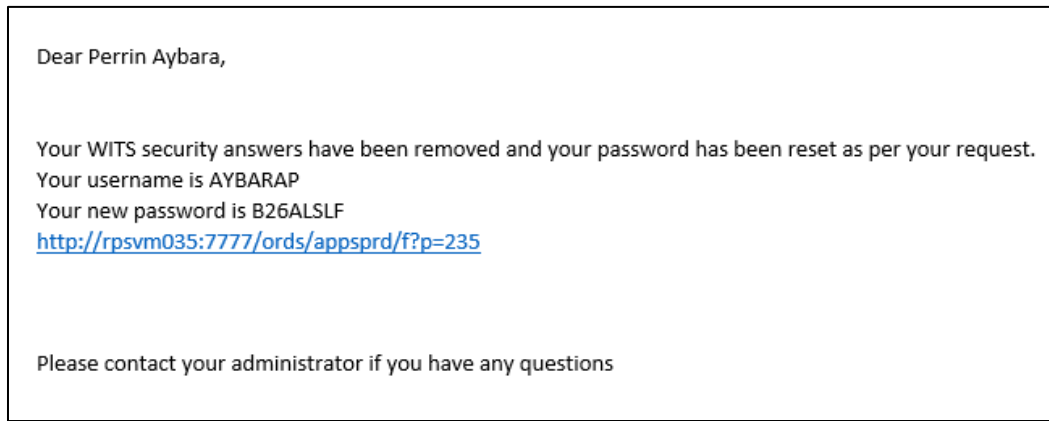 Dear Perrin Aybara,
Your WITS security answers have been removed and your password has been reset as per your request.
Your username is AYBARAP
Your new password is B26ALSLF
http://rpsvm035:7777/ords/appsprd/f?p=235
Please contact your administrator if you have any questions